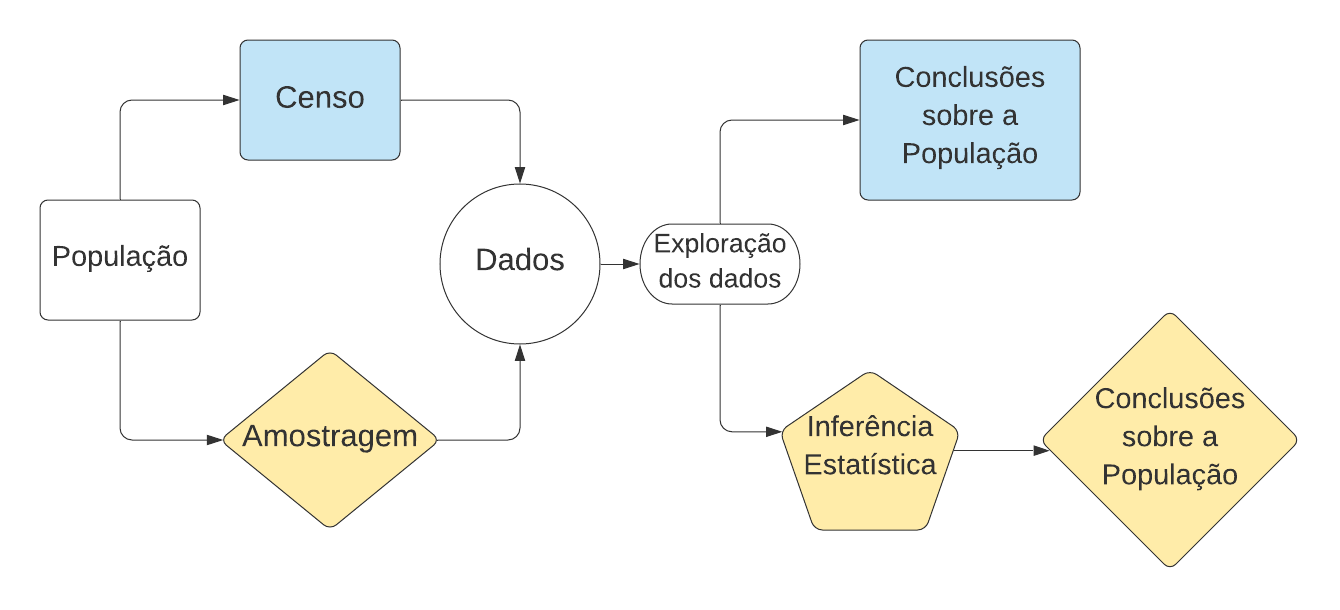 Censo
População
Amostragem
Dados
Exploração
dos dados
Conclusões
sobre a
População
Inferência
Estatística
Conclusões
sobre a
População